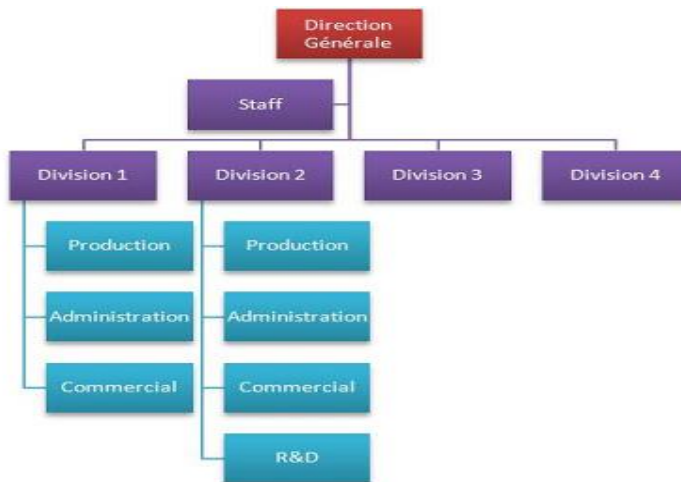 Direction
Générale
Staff
Division 1
Division 2
Division 3
Division 4
Production
Production
Administration
Administration
Commercial
Commercial
R&D